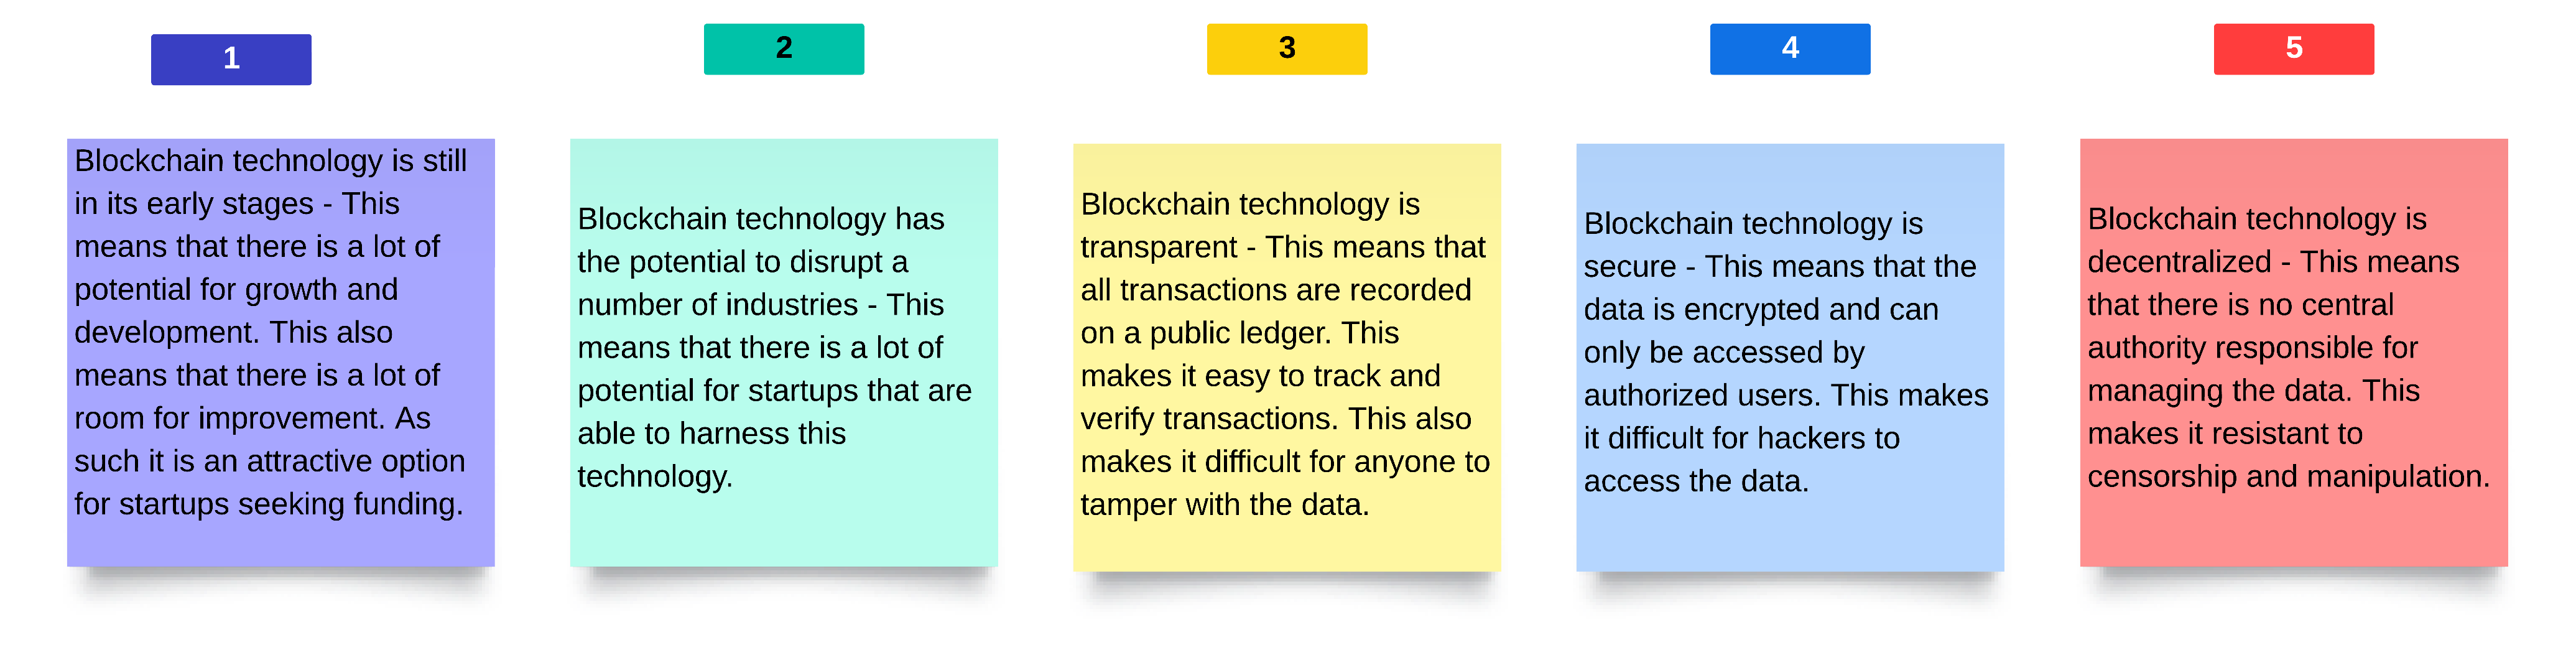 1
Blockchain technology is still
in its early stages - This
means that there is a lot of
potential for growth and
development. This also
means that there is a lot of
room for improvement. As
such it is an attractive option
for startups seeking funding.
2
Blockchain technology has
the potential to disrupt a
number of industries - This
means that there is a lot of
potential for startups that are
able to harness this
technology.
3
Blockchain technology is
transparent - This means that
all transactions are recorded
on a public ledger. This
makes it easy to track and
verify transactions. This also
makes it difficult for anyone to
tamper with the data.
4
Blockchain technology is
secure - This means that the
data is encrypted and can
only be accessed by
authorized users. This makes
it difficult for hackers to
access the data.
5
Blockchain technology is
decentralized - This means
that there is no central
authority responsible for
managing the data. This
makes it resistant to
censorship and manipulation.